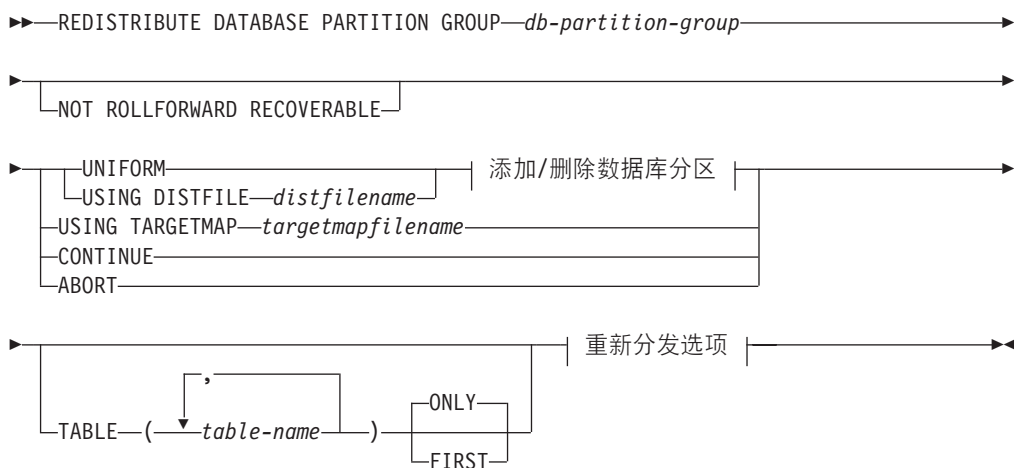 REDISTRIBUTE DATABASE PARTITION GROUP db-partition-group
NOT ROLLFORWARD RECOVERABLE
UNIFORM 添加/删除数据库分区
USING DISTFILE distfilename
USING TARGETMAP targetmapfilename
CONTINUE
ABORT
重新分发选项
,
ONLY
TABLE ( table-name )
FIRST